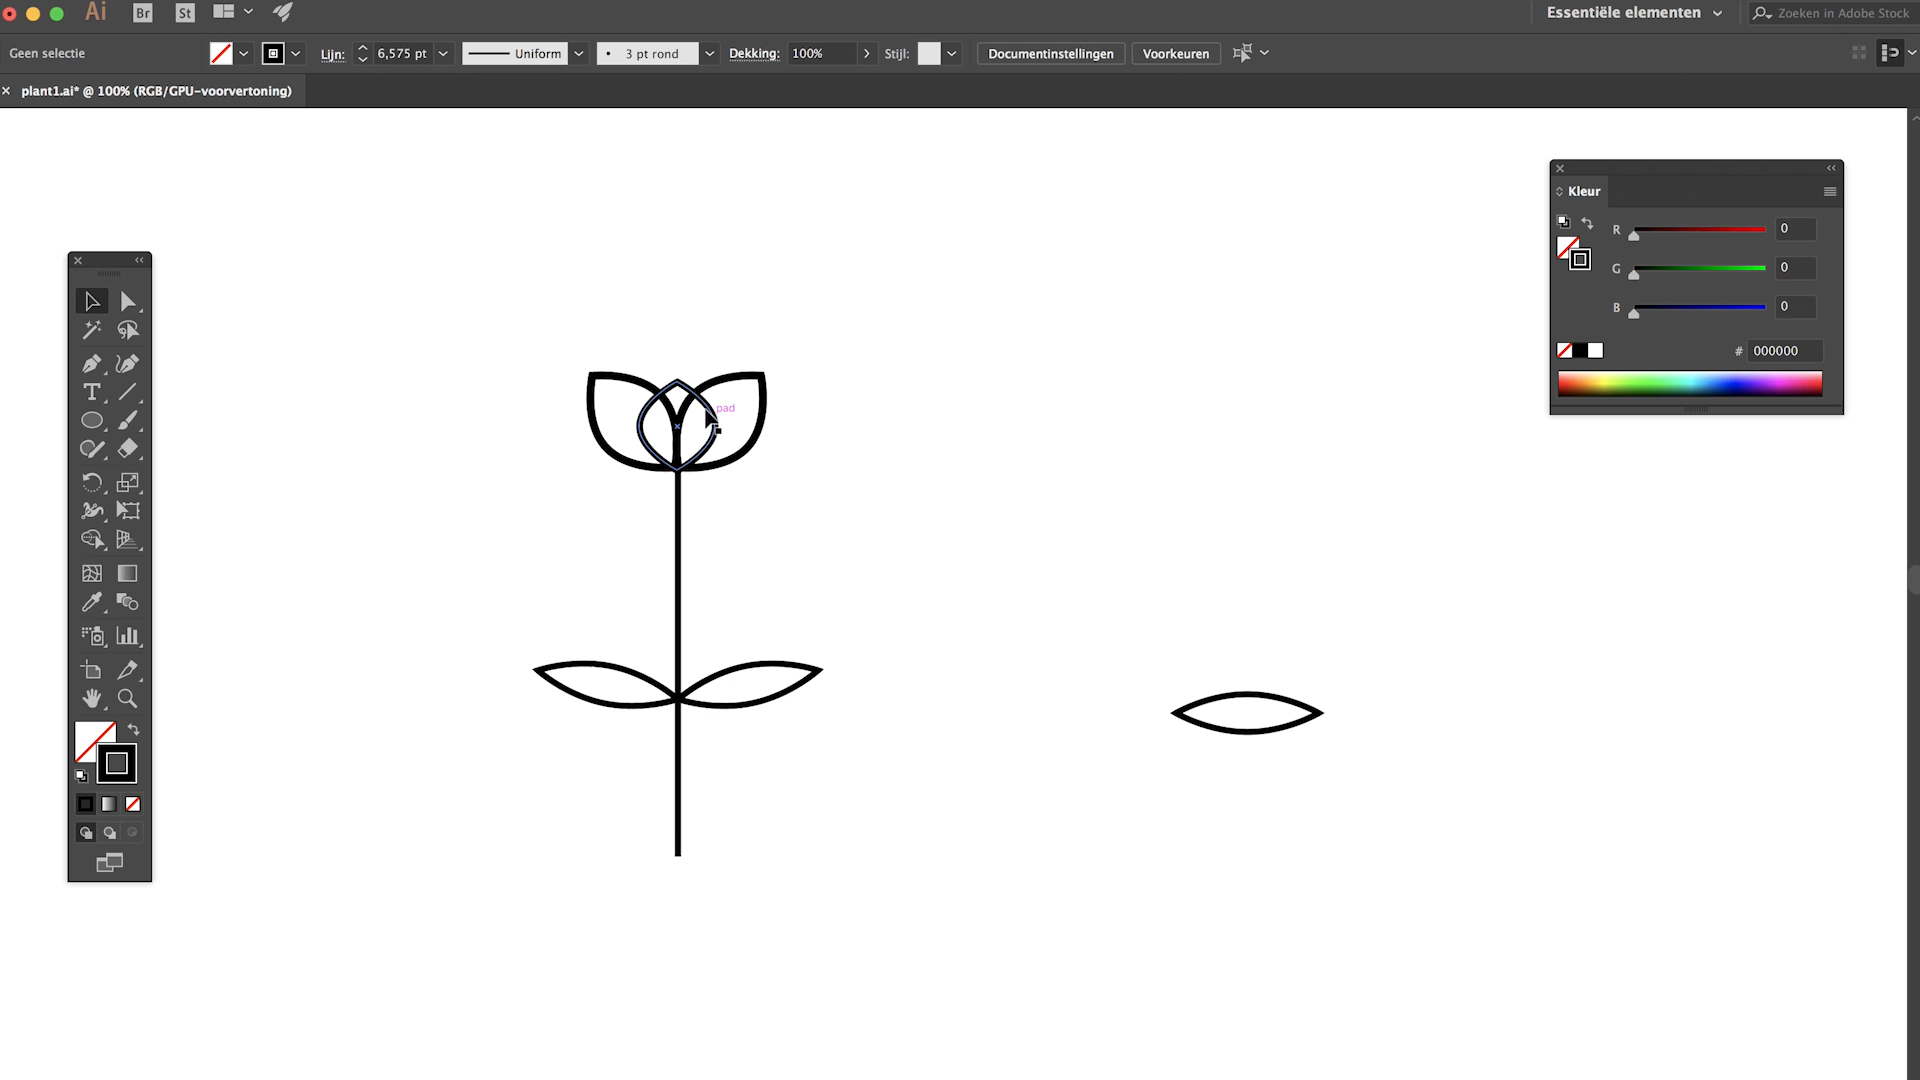 Ai Br St Essentiële elementen Zoeken in Adobe Stock
Geen selectie Lijn: 6,575 pt Uniform 3 pt rond Dekking: 100% Stijl: Documentinstellingen Voorkeuren
plant1.ai* @ 100% (RGB/GPU-voorvertoning)
Kleur
R 0
G 0
B 0
# 000000
pad